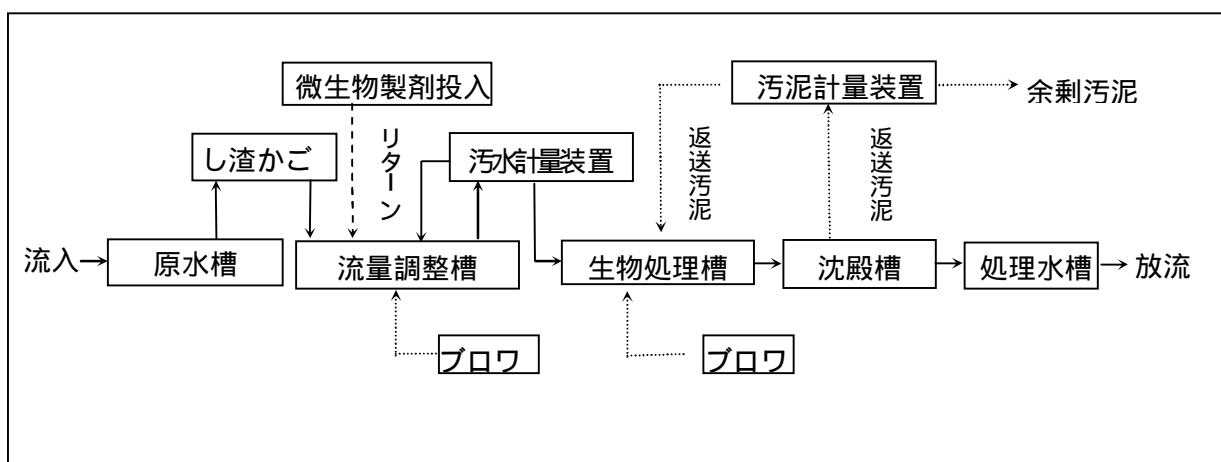 微生物製剤投入
汚泥計量装置
余剰汚泥
し渣かご
リターン
汚水計量装置
返送汚泥
返送汚泥
流入
原水槽
流量調整槽
生物処理槽
沈殿槽
処理水槽
放流
ブロワ
ブロワ